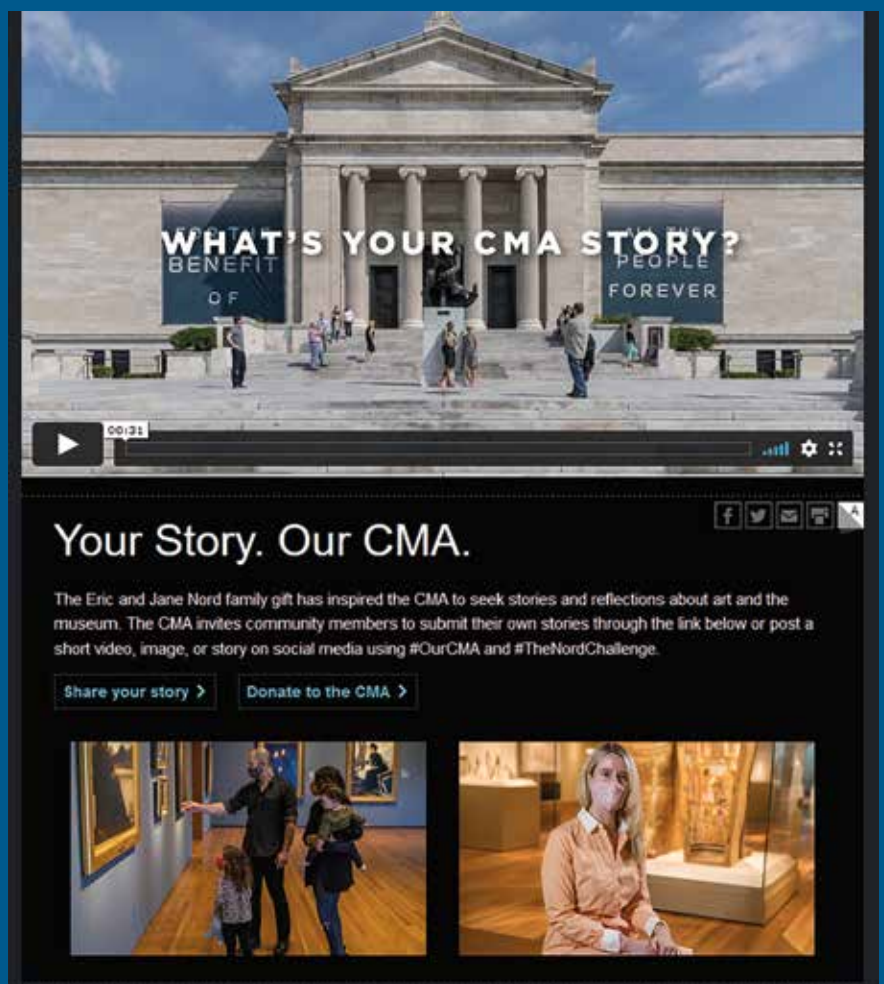 WHAT'S YOUR CMA STORY?
BENEFIT
OF
PEOPLE
FOREVER
00:31
A
Your Story. Our CMA.
The Eric and Jane Nord family gift has inspired the CMA to seek stories and reflections about art and the
museum. The CMA invites community members to submit their own stories through the link below or post a
short video, image, or story on social media using #OurCMA and #TheNordChallenge.
Share your story >
Donate to the CMA >